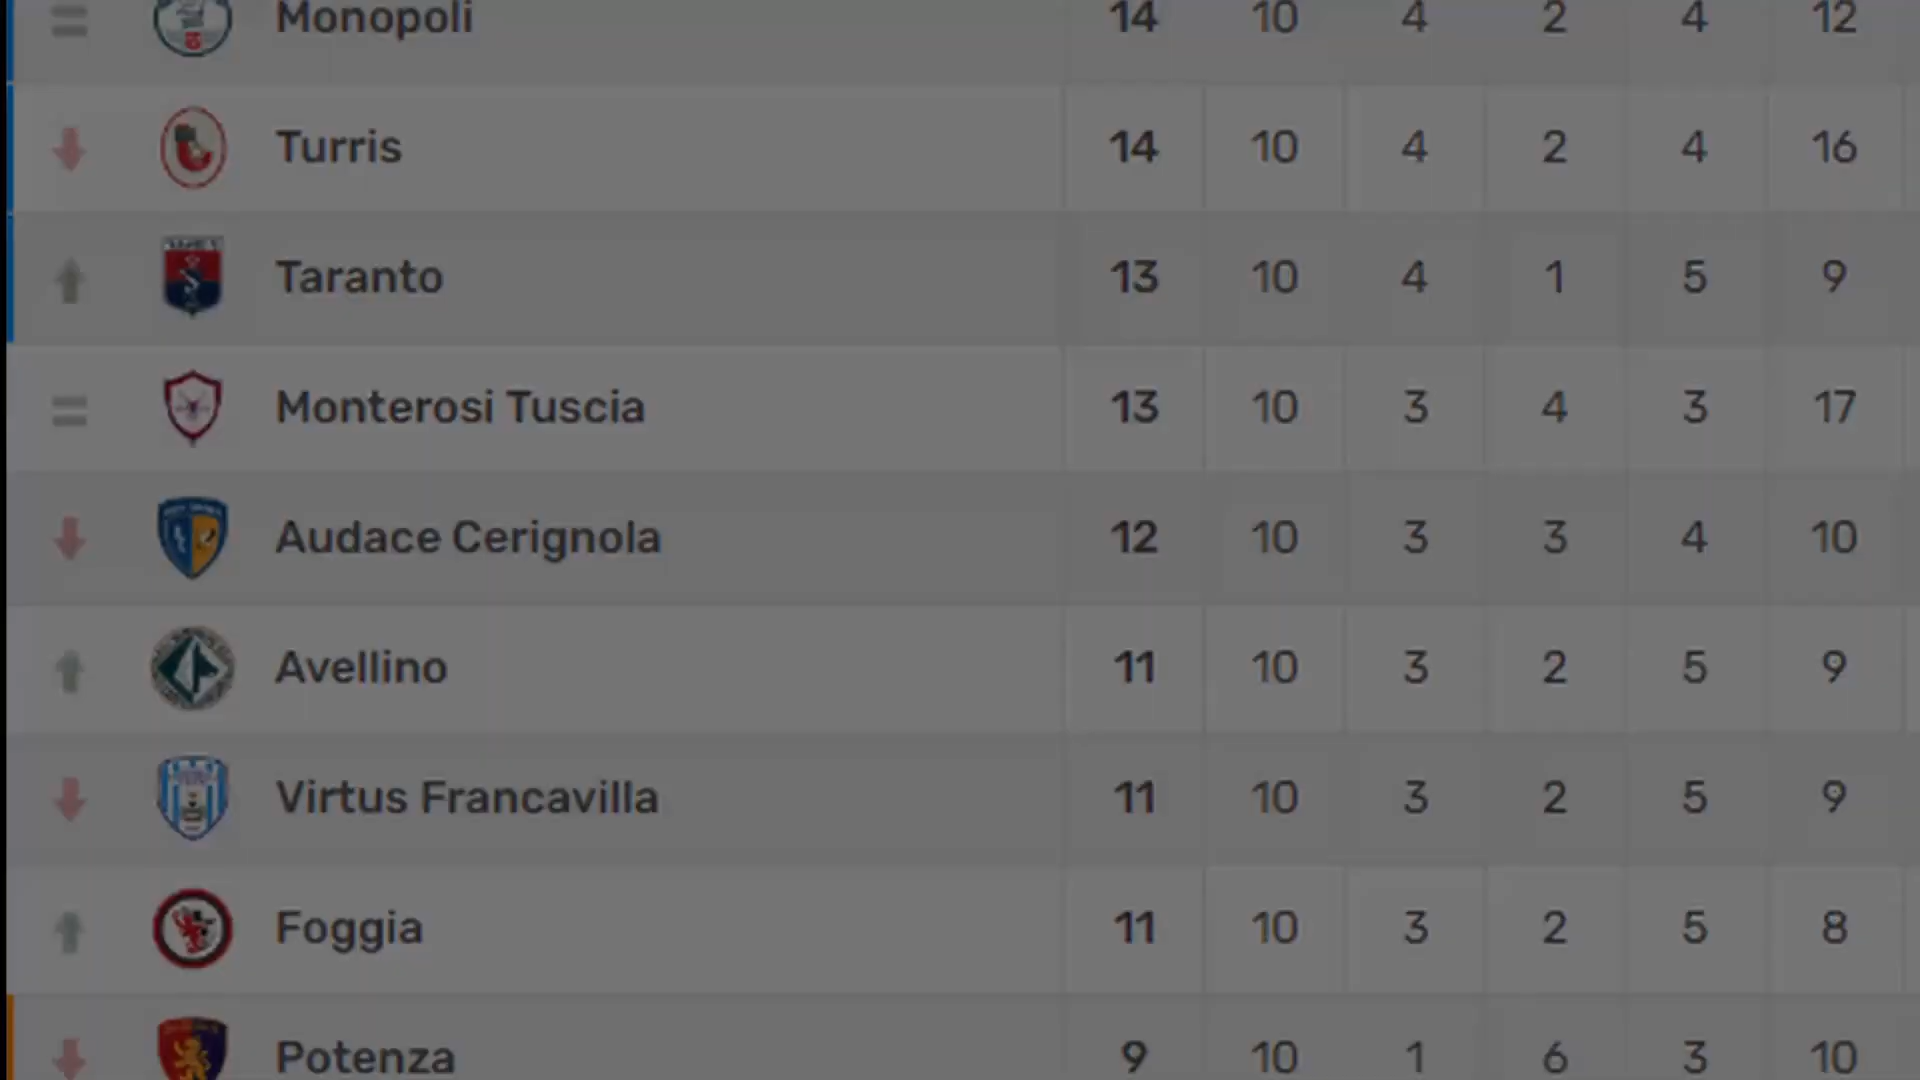 Monopoli 14 10 4 2 4 12
Turris 14 10 4 2 4 16
Taranto 13 10 4 1 5 9
Monterosi Tuscia 13 10 3 4 3 17
Audace Cerignola 12 10 3 3 4 10
Avellino 11 10 3 2 5 9
Virtus Francavilla 11 10 3 2 5 9
Foggia 11 10 3 2 5 8
Potenza 9 10 1 6 3 10